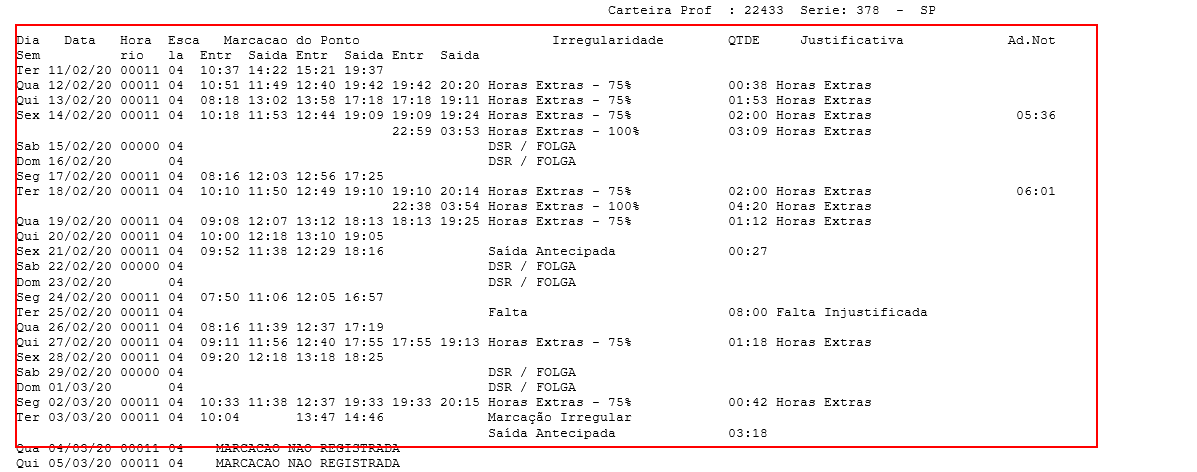 Carteira Prof  : 22433  Serie: 378  -  SP
Dia   Data   Hora  Esca   Marcacao do Ponto                        Irregularidade        QTDE     Justificativa             Ad.Not
Sem          rio   la  Entr  Saida Entr  Saida Entr  Saida
Ter 11/02/20 00011 04  10:37 14:22 15:21 19:37
Qua 12/02/20 00011 04  10:51 11:49 12:40 19:42 19:42 20:20 Horas Extras - 75%            00:38 Horas Extras
Qui 13/02/20 00011 04  08:18 13:02 13:58 17:18 17:18 19:11 Horas Extras - 75%            01:53 Horas Extras
Sex 14/02/20 00011 04  10:18 11:53 12:44 19:09 19:09 19:24 Horas Extras - 75%            02:00 Horas Extras                  05:36
22:59 03:53 Horas Extras - 100%           03:09 Horas Extras
Sab 15/02/20 00000 04                                      DSR / FOLGA
Dom 16/02/20       04                                      DSR / FOLGA
Seg 17/02/20 00011 04  08:16 12:03 12:56 17:25
Ter 18/02/20 00011 04  10:10 11:50 12:49 19:10 19:10 20:14 Horas Extras - 75%            02:00 Horas Extras                  06:01
22:38 03:54 Horas Extras - 100%           04:20 Horas Extras
Qua 19/02/20 00011 04  09:08 12:07 13:12 18:13 18:13 19:25 Horas Extras - 75%            01:12 Horas Extras
Qui 20/02/20 00011 04  10:00 12:18 13:10 19:05
Sex 21/02/20 00011 04  09:52 11:38 12:29 18:16             Saída Antecipada              00:27
Sab 22/02/20 00000 04                                      DSR / FOLGA
Dom 23/02/20       04                                      DSR / FOLGA
Seg 24/02/20 00011 04  07:50 11:06 12:05 16:57
Ter 25/02/20 00011 04                                      Falta                         08:00 Falta Injustificada
Qua 26/02/20 00011 04  08:16 11:39 12:37 17:19
Qui 27/02/20 00011 04  09:11 11:56 12:40 17:55 17:55 19:13 Horas Extras - 75%            01:18 Horas Extras
Sex 28/02/20 00011 04  09:20 12:18 13:18 18:25
Sab 29/02/20 00000 04                                      DSR / FOLGA
Dom 01/03/20       04                                      DSR / FOLGA
Seg 02/03/20 00011 04  10:33 11:38 12:37 19:33 19:33 20:15 Horas Extras - 75%            00:42 Horas Extras
Ter 03/03/20 00011 04  10:04       13:47 14:46             Marcação Irregular
Saída Antecipada              03:18
Qua 04/03/20 00011 04    MARCACAO NAO REGISTRADA
Qui 05/03/20 00011 04    MARCACAO NAO REGISTRADA